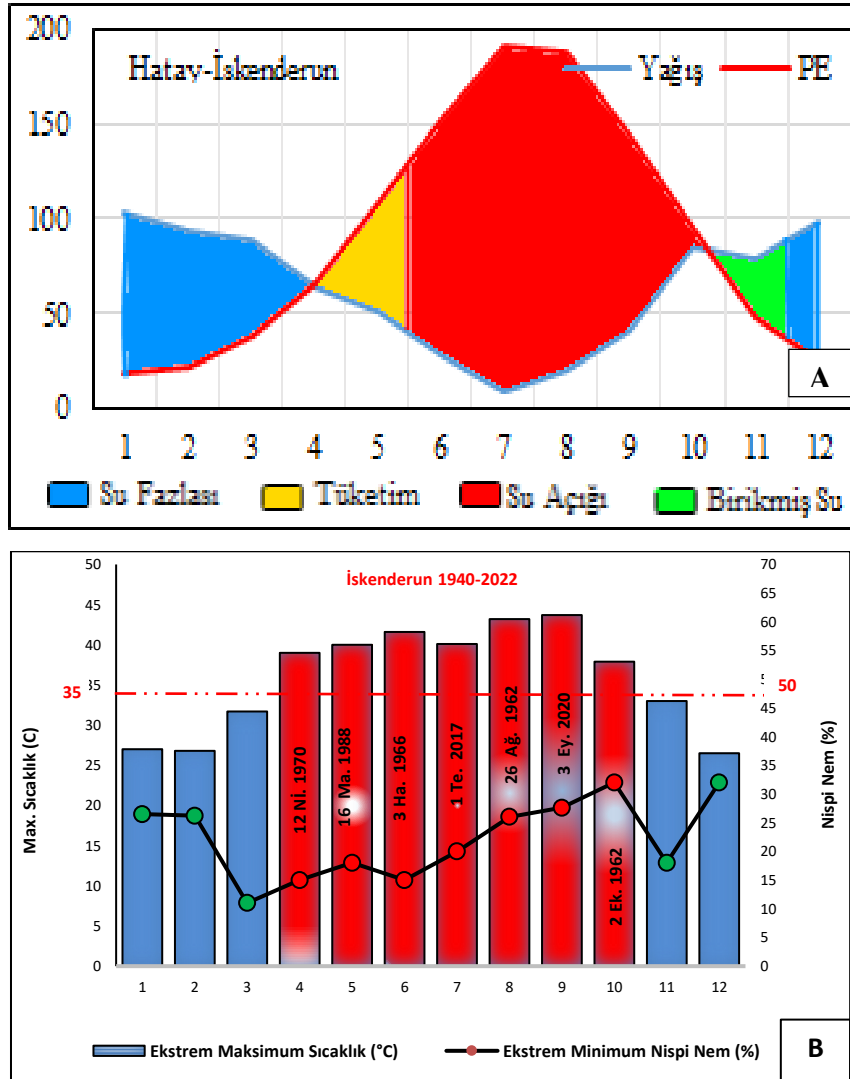 200
Hatay-İskenderun
Yağış
PE
150
100
50
0
A
1 2 3 4 5 6 7 8 9 10 11 12
Su Fazlası Tüketim Su Açığı Birikmiş Su
İskenderun 1940-2022
50
45
40
35
30
25
20
15
10
5
0
35
Max. Sıcaklık (C)
12 Nİ. 1970
16 Ma. 1988
3 Ha. 1966
1 Te. 2017
26 Ağ. 1962
3 Ey. 2020
2 Ek. 1962
70
65
60
55
50
45
40
35
30
25
20
15
10
5
0
Nispi Nem (%)
1 2 3 4 5 6 7 8 9 10 11 12
Ekstrem Maksimum Sıcaklık (°C) Ekstrem Minimum Nispi Nem (%)
B